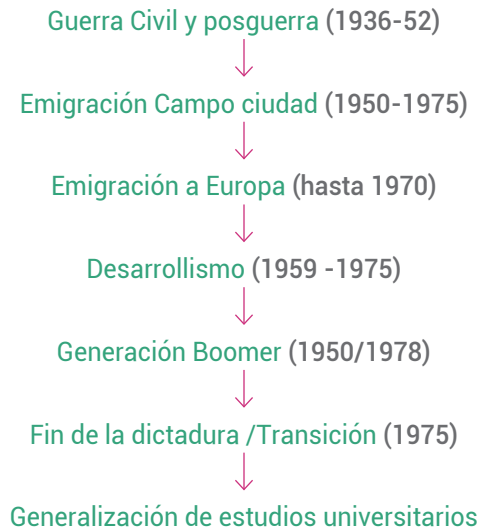 Guerra Civil y posguerra (1936-52)
Emigración Campo ciudad (1950-1975)
Emigración a Europa (hasta 1970)
Desarrollismo (1959 -1975)
Generación Boomer (1950/1978)
Fin de la dictadura /Transición (1975)
Generalización de estudios universitarios